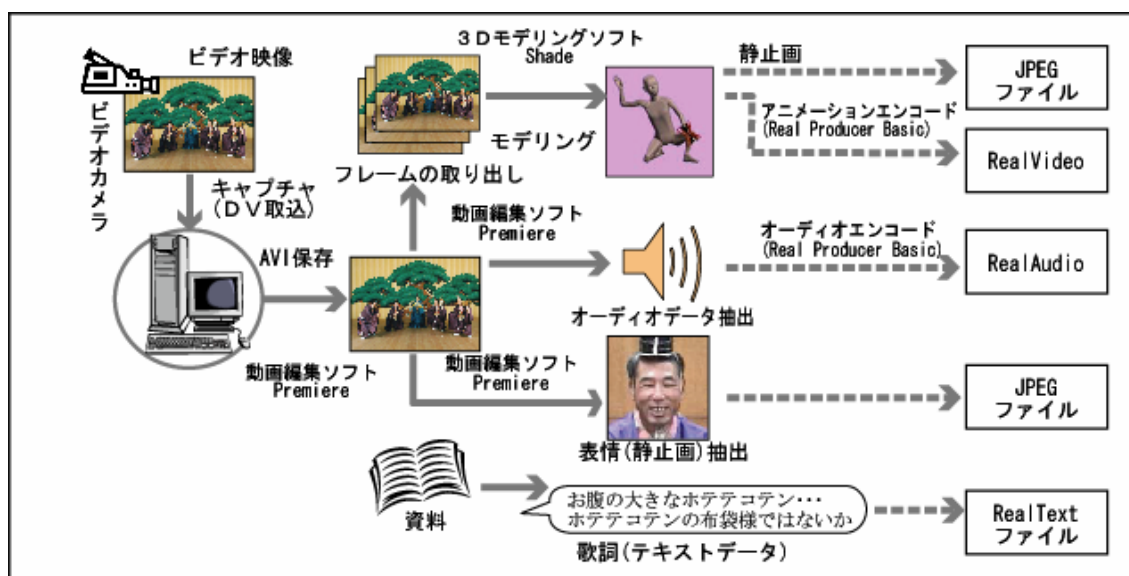 ビデオ映像
ビデオカメラ
キャプチャ
(DV取込)
AVI保存
動画編集ソフト
Premiere
フレームの取り出し
3Dモデリングソフト
Shade
モデリング
静止画
JPEG
ファイル
アニメーションエンコード
(Real Producer Basic)
RealVideo
動画編集ソフト
Premiere
オーディオデータ抽出
オーディオエンコード
(Real Producer Basic)
RealAudio
動画編集ソフト
Premiere
表情(静止画)抽出
JPEG
ファイル
資料
お腹の大きなホテテコテン・・・
ホテテコテンの布袋様ではないか
歌詞(テキストデータ)
RealText
ファイル